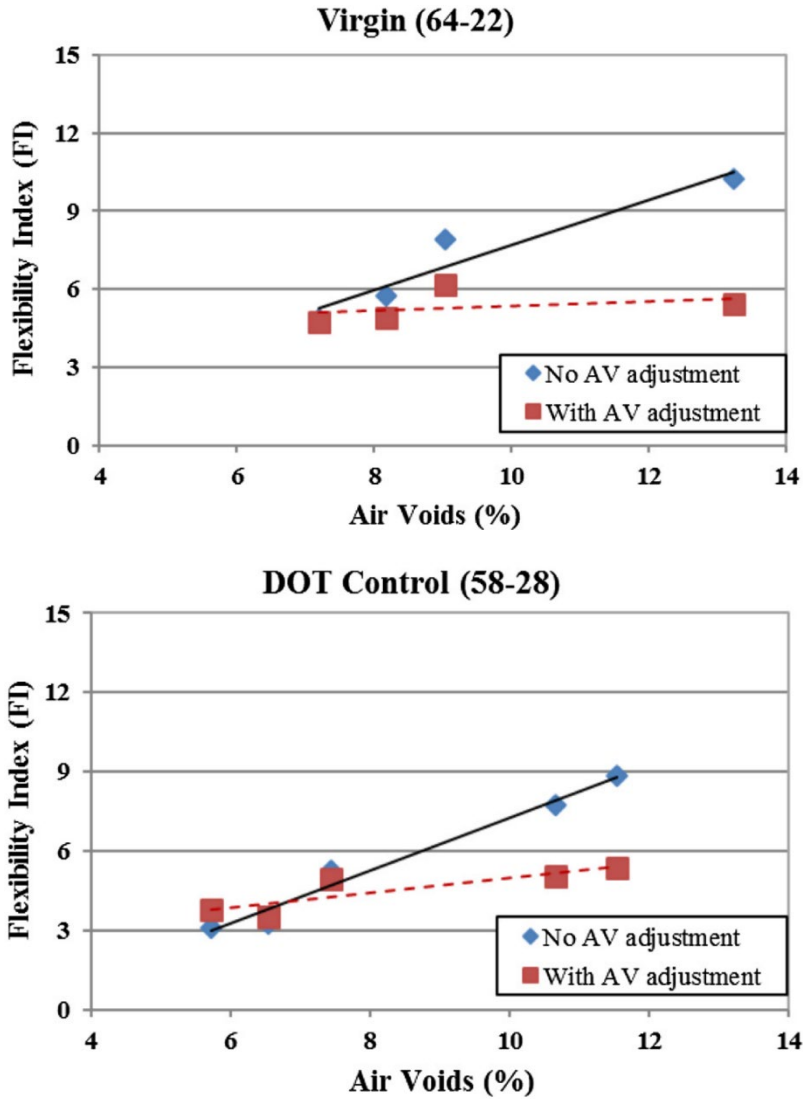 Virgin (64-22)
15
12
9
6
3
0
Flexibility Index (FI)
No AV adjustment
With AV adjustment
4 6 8 10 12 14
Air Voids (%)
DOT Control (58-28)
15
12
9
6
3
0
Flexibility Index (FI)
No AV adjustment
With AV adjustment
4 6 8 10 12 14
Air Voids (%)